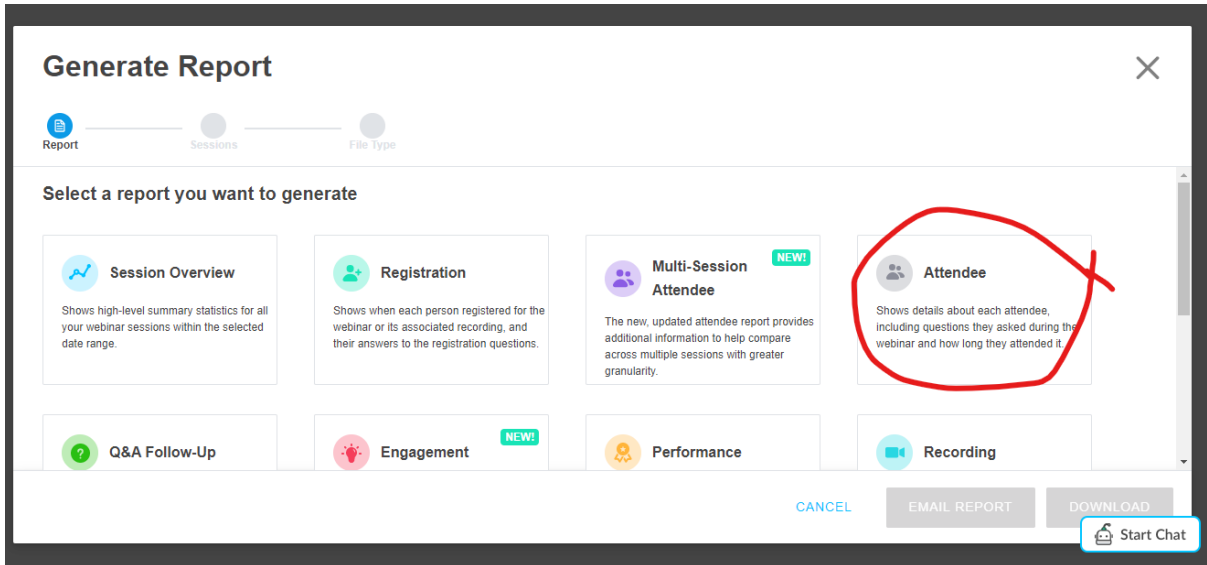 Generate Report
Report
Sessions
File Type
Select a report you want to generate
Session Overview
Shows high-level summary statistics for all
your webinar sessions within the selected
date range.
Registration
Shows when each person registered for the
webinar or its associated recording, and
their answers to the registration questions.
NEW!
Multi-Session
Attendee
The new, updated attendee report provides
additional information to help compare
across multiple sessions with greater
granularity.
Attendee
Shows details about each attendee,
including questions they asked during the
webinar and how long they attended it.
Q&A Follow-Up
NEW!
Engagement
Performance
Recording
CANCEL
EMAIL REPORT
DOWNLOAD
Start Chat